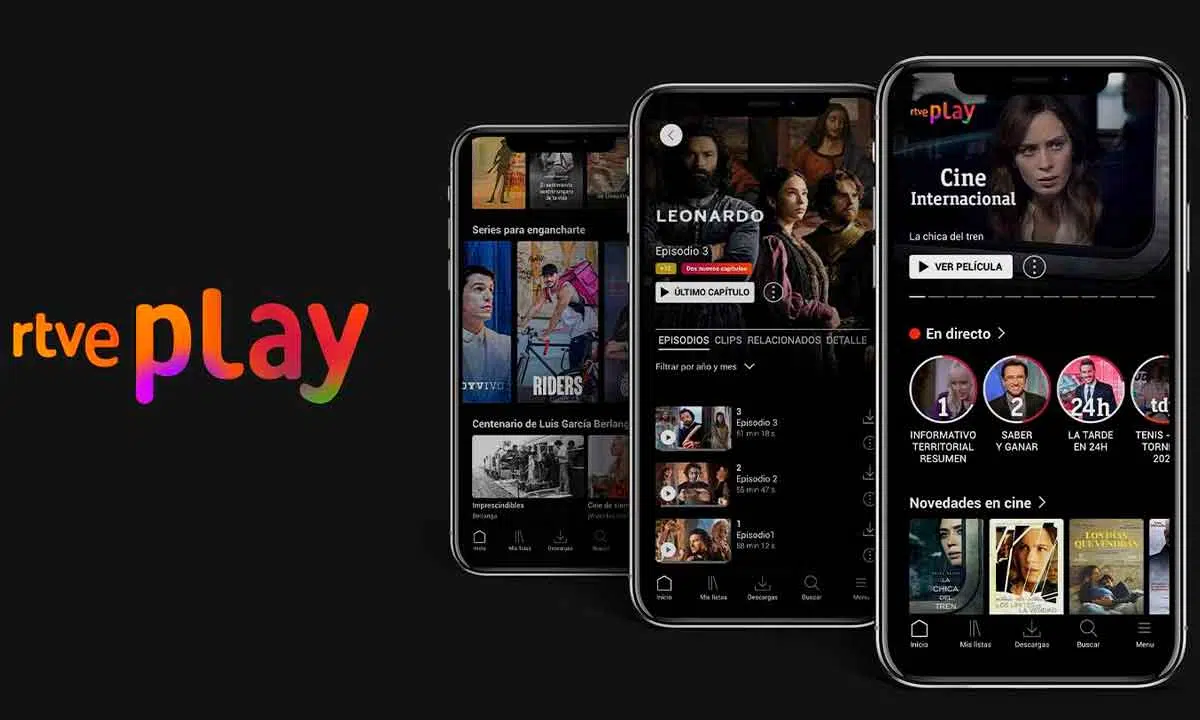 rtve play
Series para engancharte
OYVIVO
RIDERS
Centenario de Luis García Berlang
Imprescindibles
Berlanga
Cine de siem
Inicio
Mis listas
Descargas
Buscar
LEONARDO
Episodio 3
+12
Dos nuevos capítulos
ÚLTIMO CAPÍTULO
EPISODIOS CLIPS RELACIONADOS DETALLE
Filtrar por año y mes
3
Episodio 3
51 min 18 s.
2
Episodio 2
55 min 47 s.
1
Episodio1
58 min 12 s.
Inicio
Mis listas
Descargas
Buscar
Menu
rtve play
Cine
Internacional
La chica del tren
VER PELÍCULA
En directo
1
INFORMATIVO
TERRITORIAL
RESUMEN
2
SABER
Y GANAR
24h
LA TARDE
EN 24H
td
TENIS -
TORN
202
Novedades en cine
LA
CHICA
DEL
TREN
LOS LÍMITES DE
LA VERDAD
LOS DÍAS
QUE VENDRÁN
Inicio
Mis listas
Descargas
Buscar
Menu